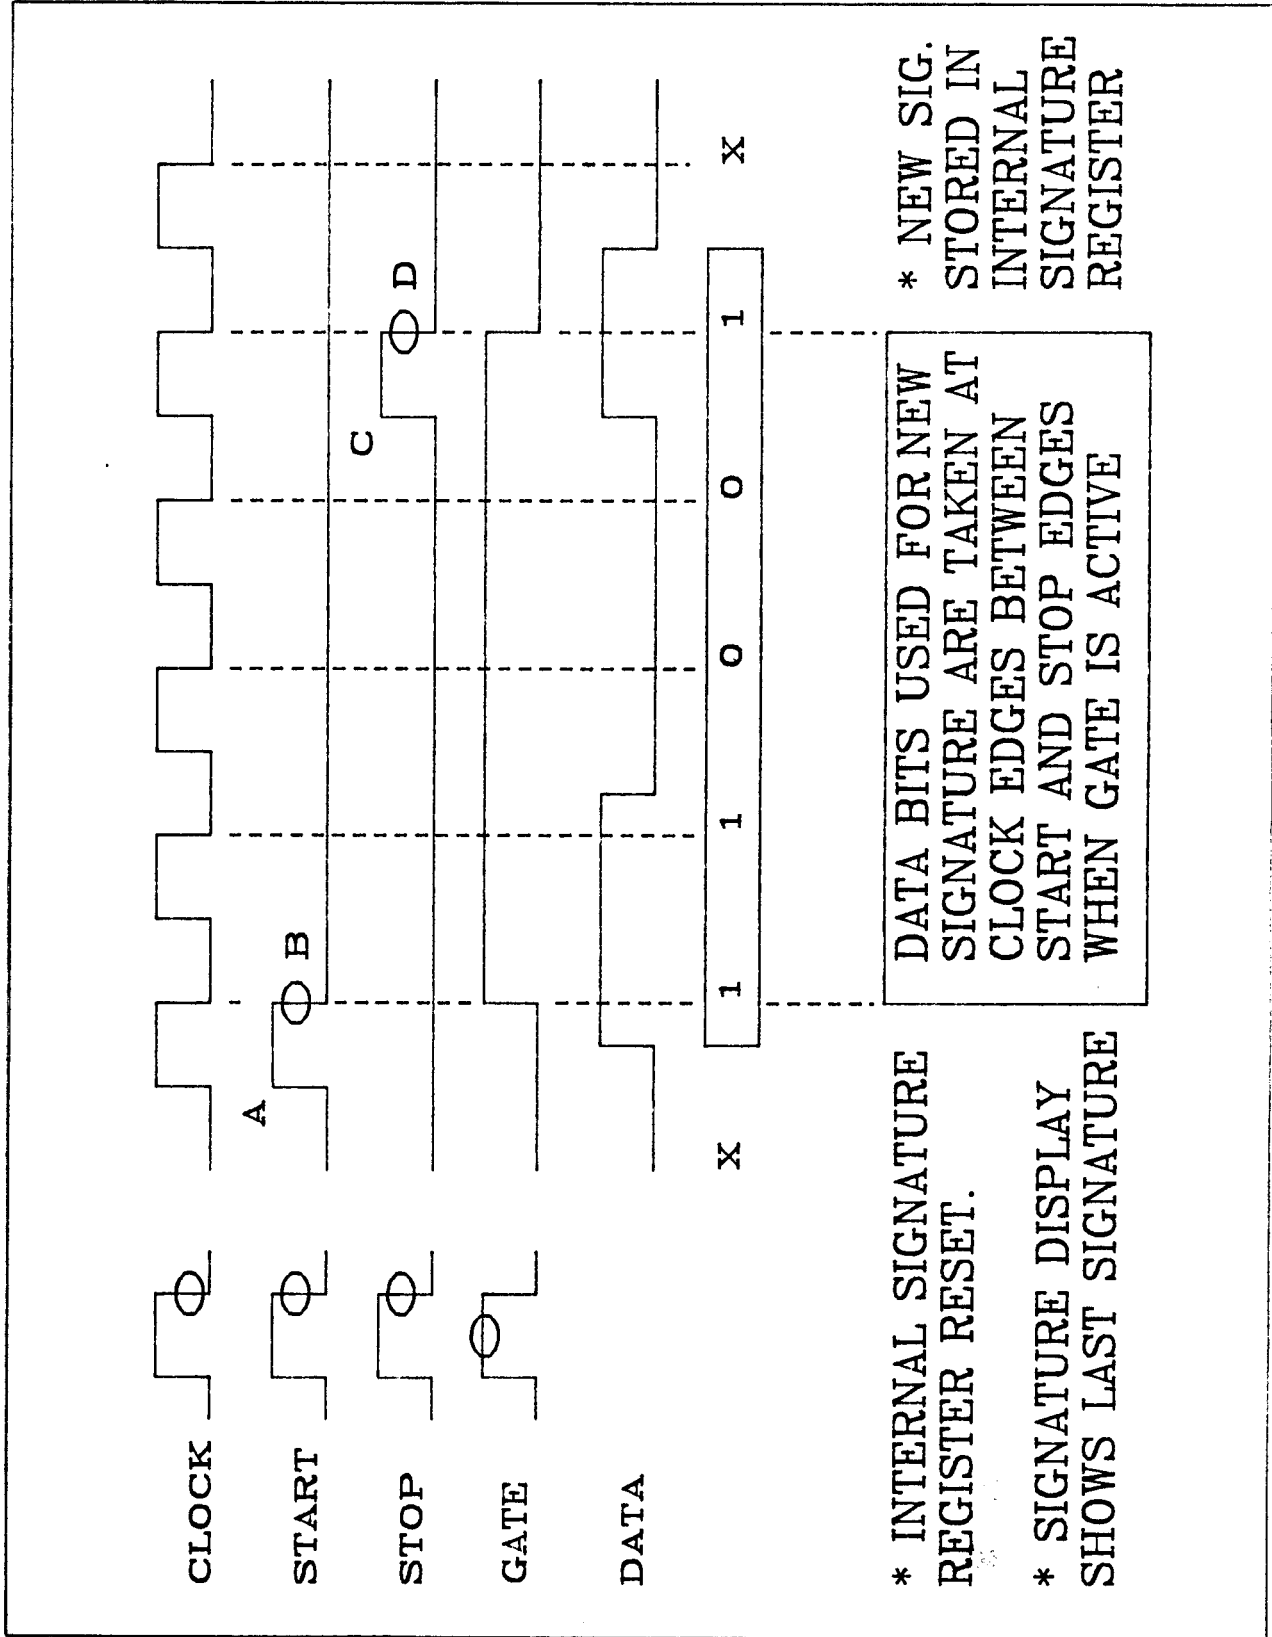 CLOCK
START
STOP
GATE
DATA
A
B
C
D
X
1 1 0 0 1
X
* INTERNAL SIGNATURE
REGISTER RESET.
* SIGNATURE DISPLAY
SHOWS LAST SIGNATURE
DATA BITS USED FOR NEW
SIGNATURE ARE TAKEN AT
CLOCK EDGES BETWEEN
START AND STOP EDGES
WHEN GATE IS ACTIVE
* NEW SIG.
STORED IN
INTERNAL
SIGNATURE
REGISTER